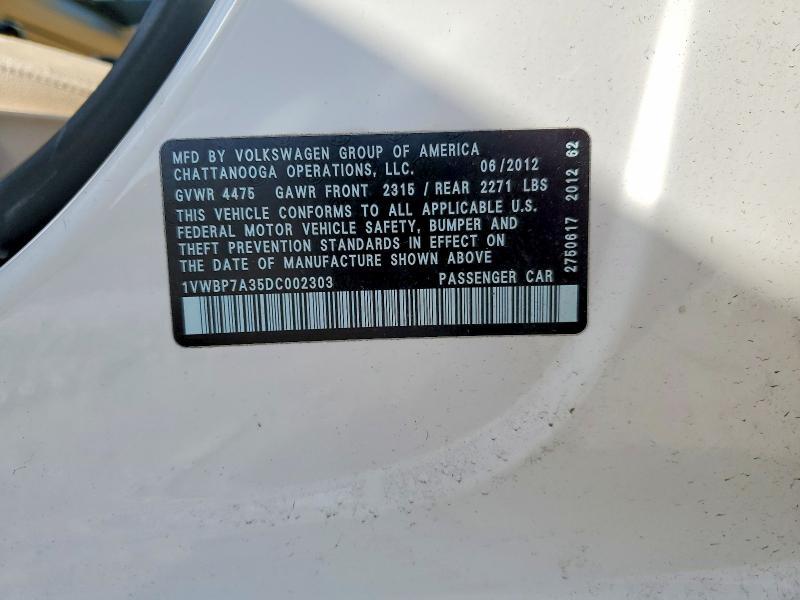 MFD BY VOLKSWAGEN GROUP OF AMERICA
CHATTANOOGA OPERATIONS, LLC. 06/2012
GVWR 4475 GAWR FRONT 2315 / REAR 2271 LBS
THIS VEHICLE CONFORMS TO ALL APPLICABLE U.S.
FEDERAL MOTOR VEHICLE SAFETY, BUMPER AND
THEFT PREVENTION STANDARDS IN EFFECT ON
THE DATE OF MANUFACTURE SHOWN ABOVE
1VWBP7A35DC002303 PASSENGER CAR
2750617 2012 62